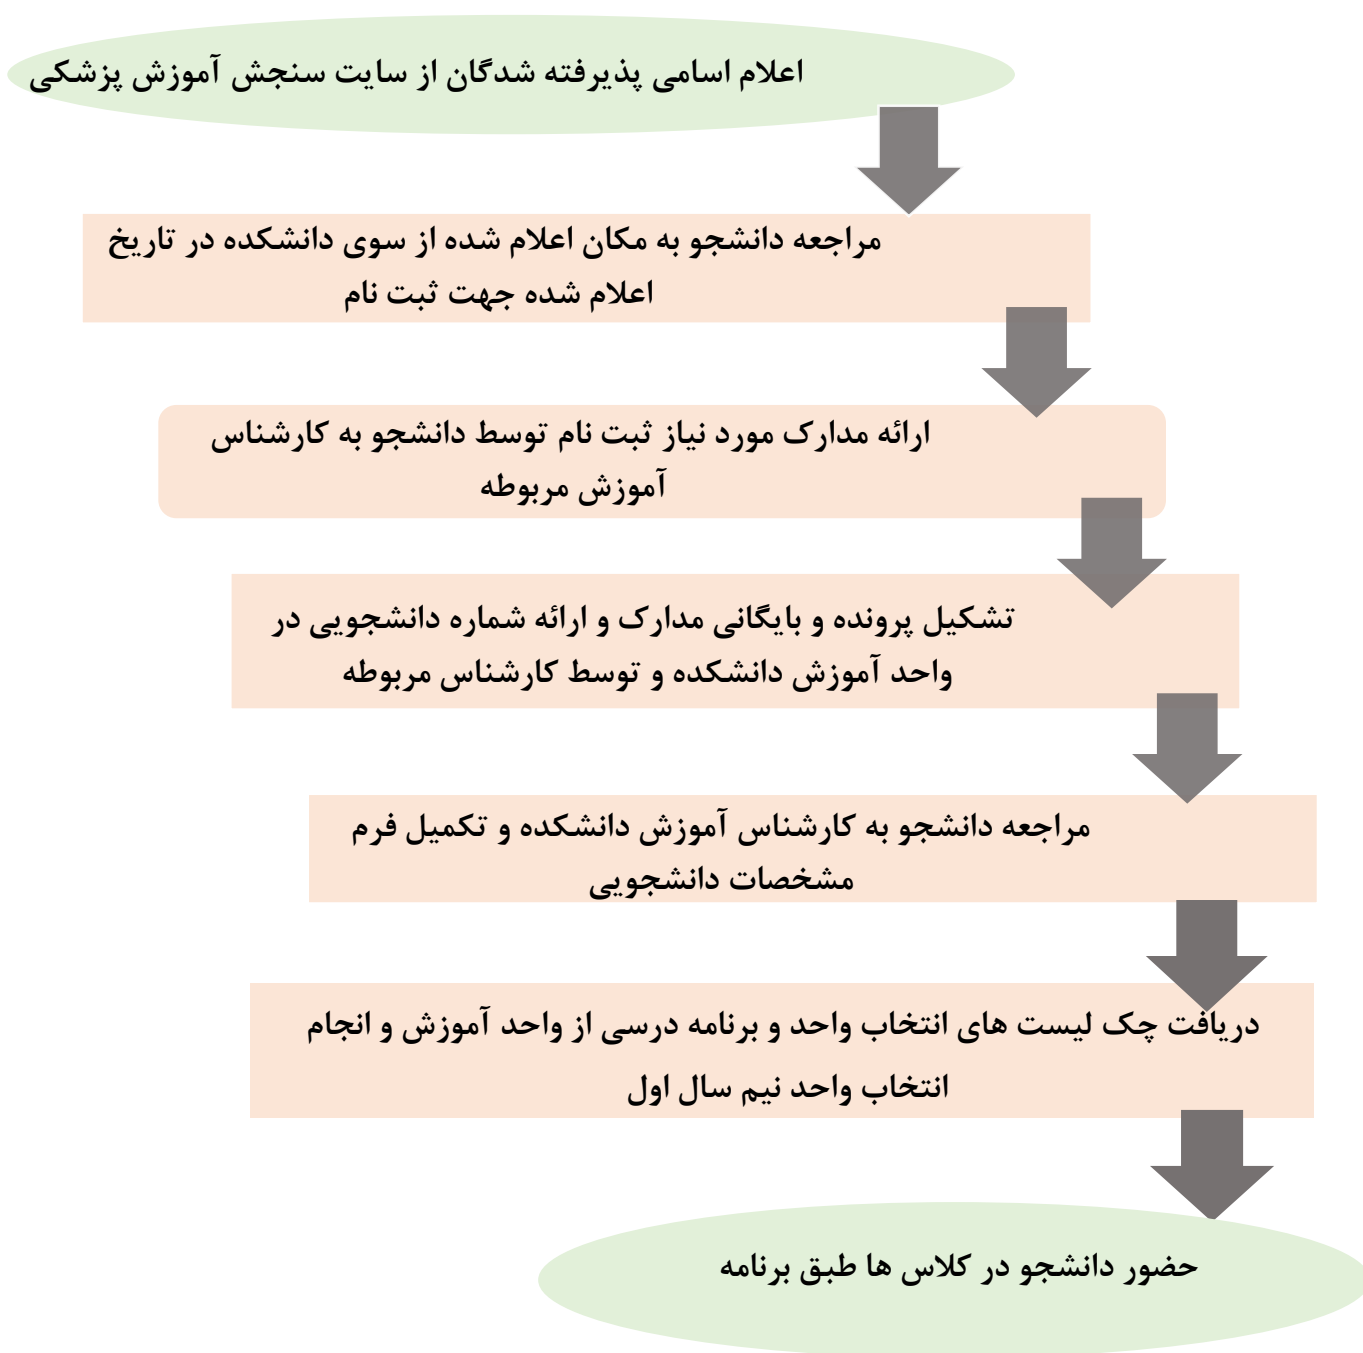 اعلام اسامی پذیرفته شدگان از سایت سنجش آموزش پزشکی
مراجعه دانشجو به مکان اعلام شده از سوی دانشکده در تاریخ
اعلام شده جهت ثبت نام
ارائه مدارک مورد نیاز ثبت نام توسط دانشجو به کارشناس
آموزش مربوطه
تشکیل پرونده و بایگانی مدارک و ارائه شماره دانشجویی در
واحد آموزش دانشکده و توسط کارشناس مربوطه
مراجعه دانشجو به کارشناس آموزش دانشکده و تکمیل فرم
مشخصات دانشجویی
دریافت چک لیست های انتخاب واحد و برنامه درسی از واحد آموزش و انجام
انتخاب واحد نیم سال اول
حضور دانشجو در کلاس ها طبق برنامه